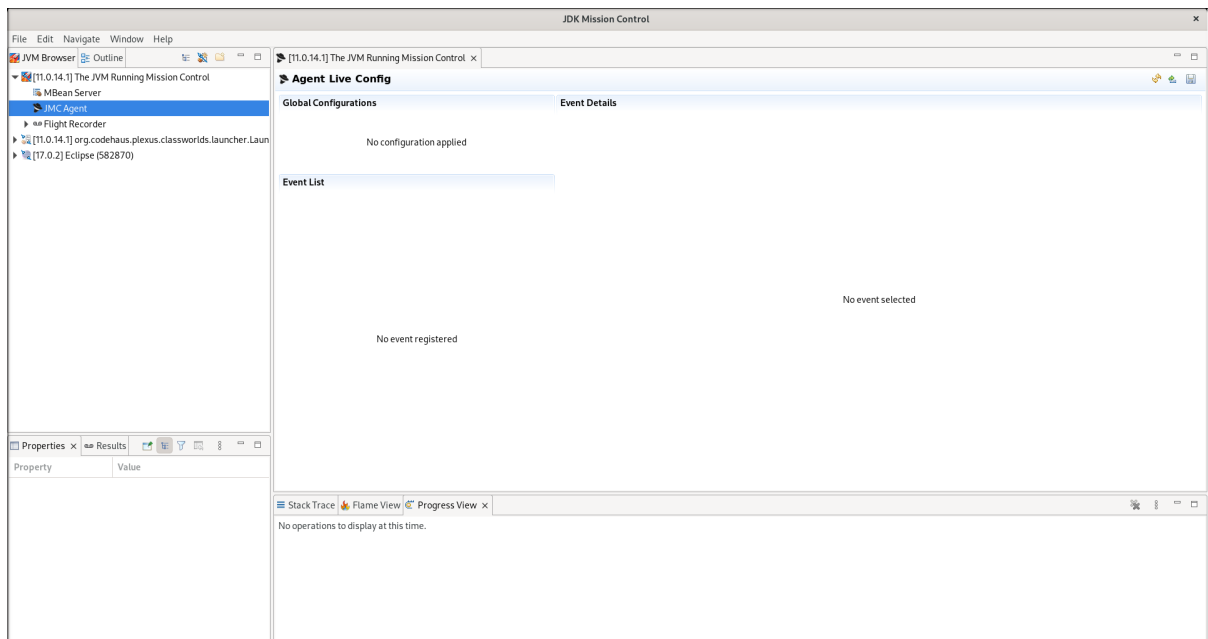 JDK Mission Control
File Edit Navigate Window Help
JVM Browser Outline
[11.0.14.1] The JVM Running Mission Control
MBean Server
JMC Agent
Flight Recorder
[11.0.14.1] org.codehaus.plexus.classworlds.launcher.Laun
[17.0.2] Eclipse (582870)
[11.0.14.1] The JVM Running Mission Control
Agent Live Config
Global Configurations
No configuration applied
Event List
No event registered
Event Details
No event selected
Properties Results
Property Value
Stack Trace Flame View Progress View
No operations to display at this time.